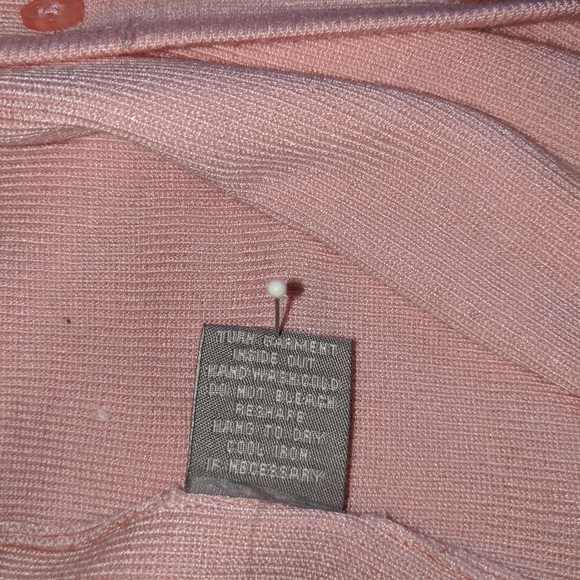 TURN GARMENT
INSIDE OUT
HAND WASH COLD
DO NOT BLEACH
RESHAPE
HANG TO DRY
COOL IRON
IF NECESSARY